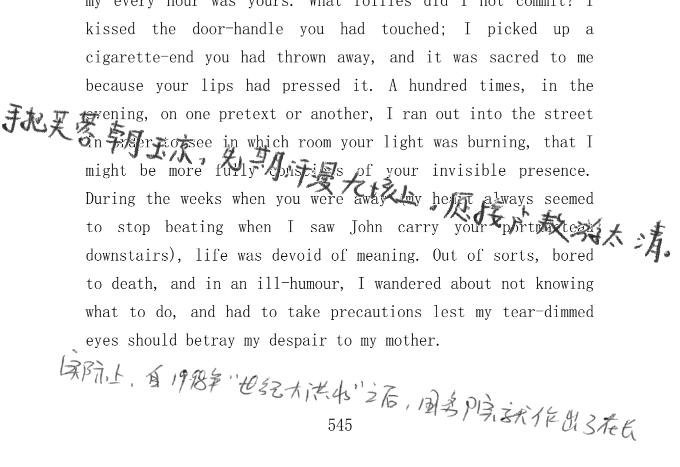 my every hour was yours. What follies did I not commit? I
kissed the door-handle you had touched; I picked up a
cigarette-end you had thrown away, and it was sacred to me
because your lips had pressed it. A hundred times, in the
evening, on one pretext or another, I ran out into the street
in order to see in which room your light was burning, that I
might be more fully conscious of your invisible presence.
During the weeks when you were away (my heart always seemed
to stop beating when I saw John carry your portmanteau
downstairs), life was devoid of meaning. Out of sorts, bored
to death, and in an ill-humour, I wandered about not knowing
what to do, and had to take precautions lest my tear-dimmed
eyes should betray my despair to my mother.
手把芙蓉朝玉京，先期汗漫九垓上，愿接卢敖游太清。
实际上，自1998年“世纪大洪水”之后，国务院就作出了在长
545